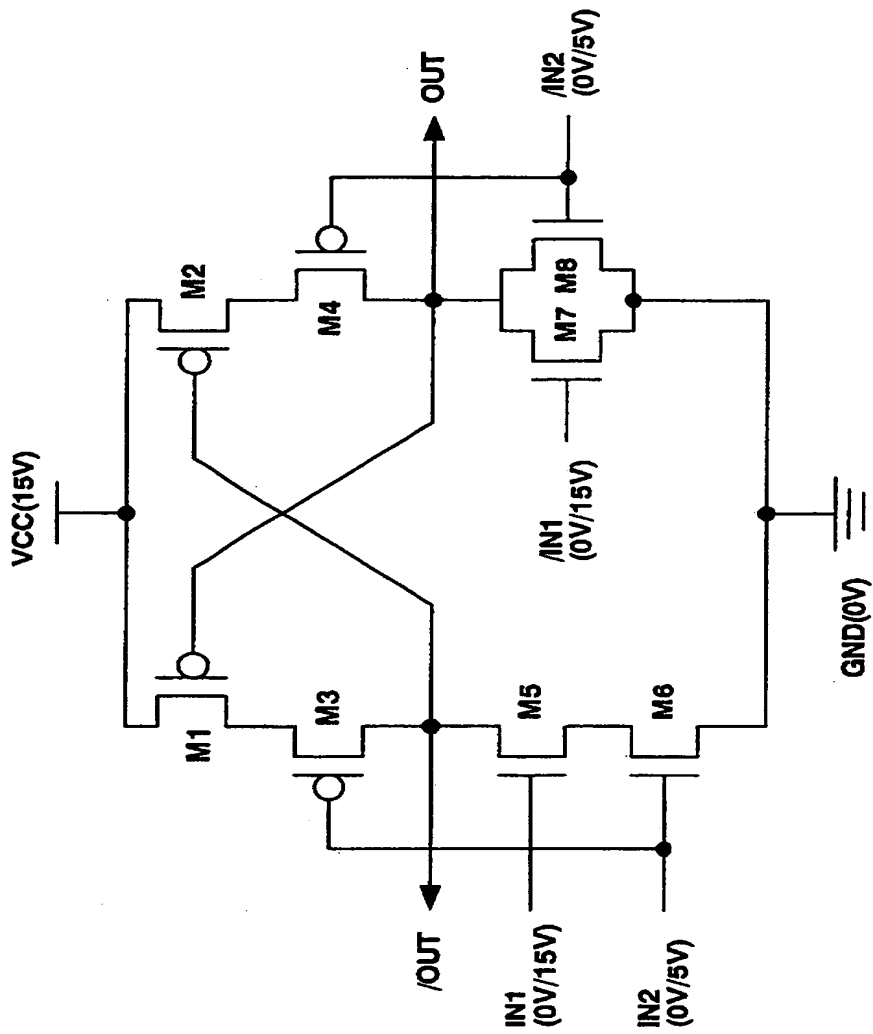 VCC(15V)
M1
M2
M3
M4
/OUT
OUT
M5
M6
M7
M8
IN1
(0V/15V)
IN2
(0V/5V)
/IN1
(0V/15V)
/IN2
(0V/5V)
GND(0V)